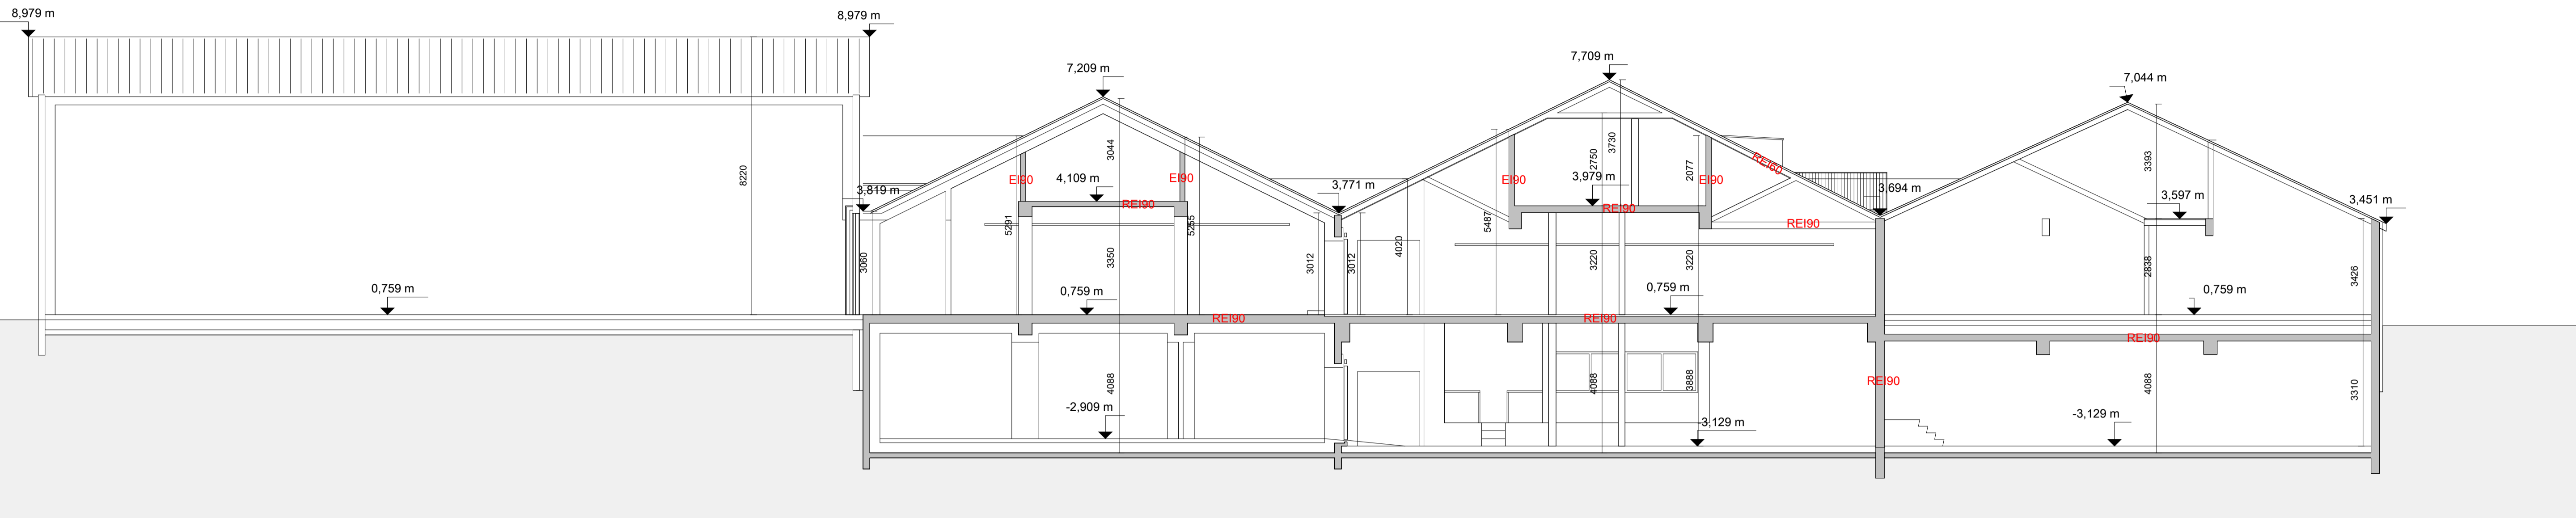 8,979 m
8,979 m
8220
0,759 m
3,819 m
3060
7,209 m
3044
EI90
4,109 m
EI90
REI90
5291
5255
3350
3012
0,759 m
REI90
4088
-2,909 m
3,771 m
3012
4020
7,709 m
3730
2750
2077
REI60
EI90
3,979 m
EI90
REI90
5487
REI90
3220
3220
0,759 m
REI90
4088
3888
-3,129 m
3,694 m
REI90
7,044 m
3393
3,597 m
3,451 m
2838
3426
0,759 m
REI90
4088
3310
-3,129 m